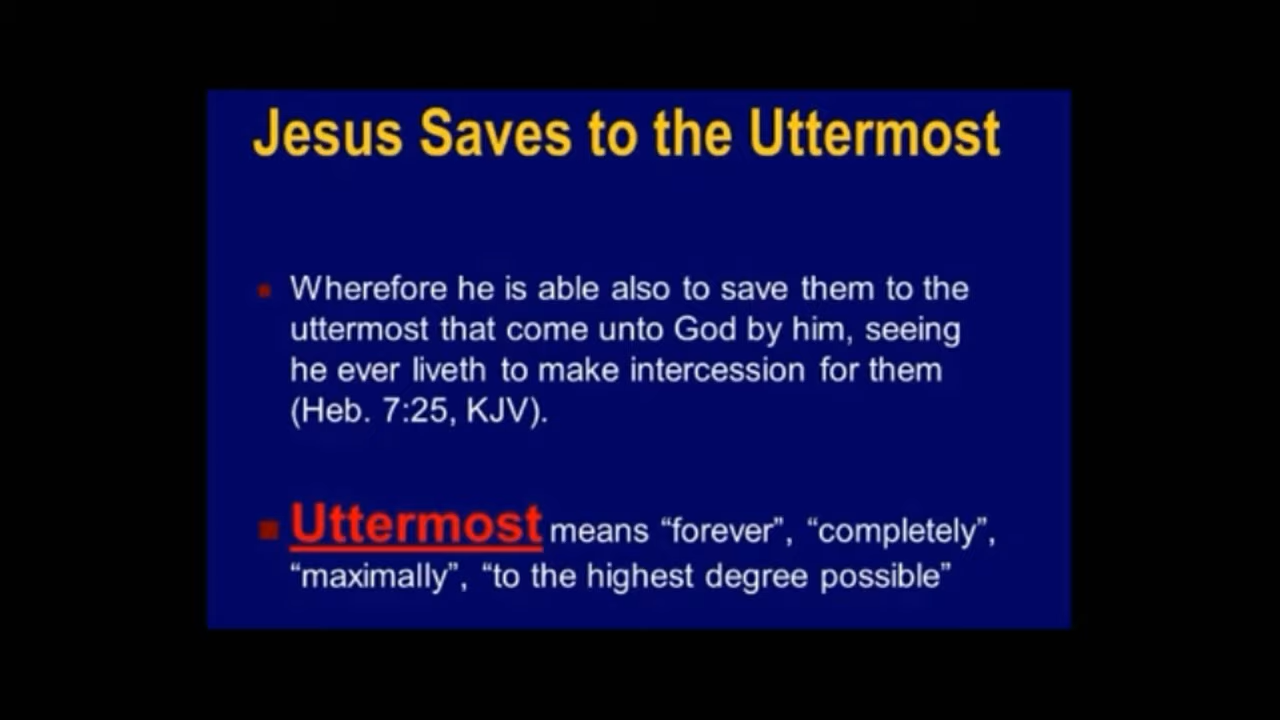 Jesus Saves to the Uttermost
Wherefore he is able also to save them to the
uttermost that come unto God by him, seeing
he ever liveth to make intercession for them
(Heb. 7:25, KJV).
Uttermost means “forever”, “completely”,
“maximally”, “to the highest degree possible”